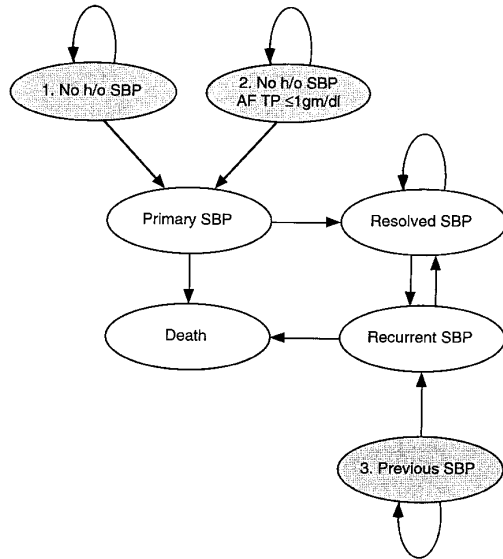 1. No h/o SBP
2. No h/o SBP
AF TP ≤1gm/dl
Primary SBP
Resolved SBP
Death
Recurrent SBP
3. Previous SBP